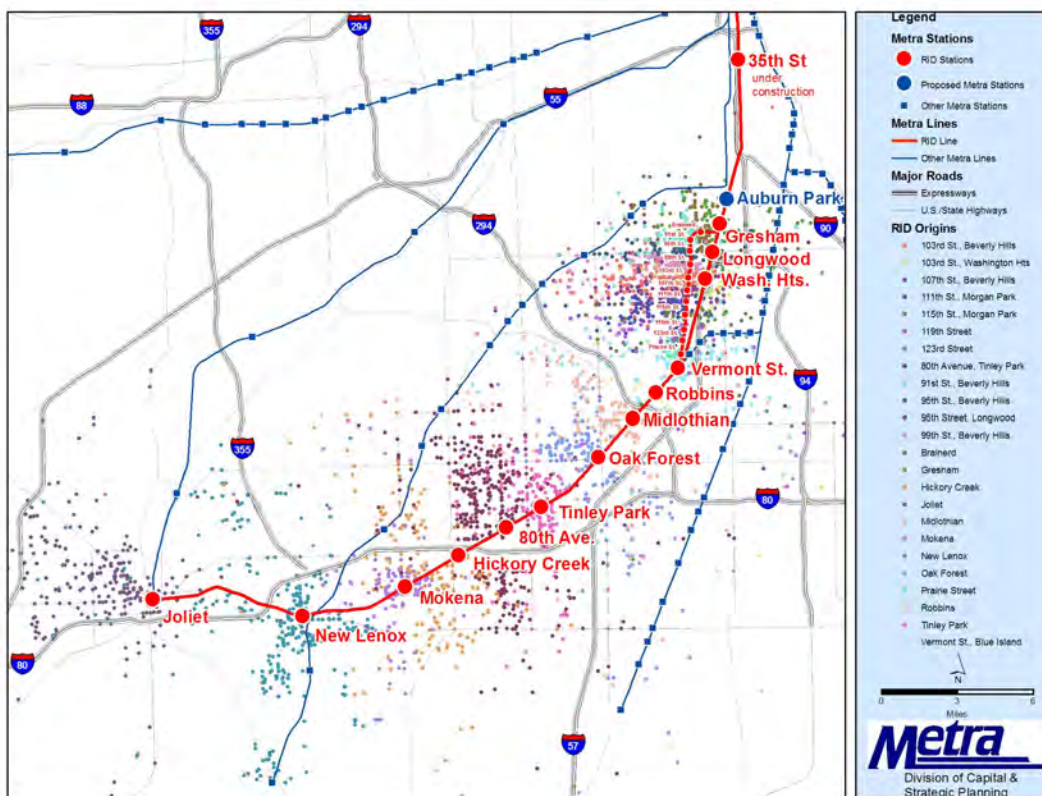 355
294
88
55
35th St
under
construction
Auburn Park
90
294
Gresham
Longwood
Wash. Hts.
Vermont St.
Robbins
Midlothian
94
355
Oak Forest
80
Tinley Park
80th Ave.
Hickory Creek
Mokena
Joliet
New Lenox
80
57
Legend
Metra Stations
RID Stations
Proposed Metra Stations
Other Metra Stations
Metra Lines
RID Line
Other Metra Lines
Major Roads
Expressways
U.S./State Highways
RID Origins
103rd St., Beverly Hills
103rd St., Washington Hts
107th St., Beverly Hills
111th St., Morgan Park
115th St., Morgan Park
119th Street
123rd Street
80th Avenue, Tinley Park
91st St., Beverly Hills
95th St., Beverly Hills
95th Street, Longwood
99th St., Beverly Hills
Brainerd
Gresham
Hickory Creek
Joliet
Midlothian
Mokena
New Lenox
Oak Forest
Prairie Street
Robbins
Tinley Park
Vermont St., Blue Island
N
0 3 6
Miles
Metra
Division of Capital &
Strategic Planning